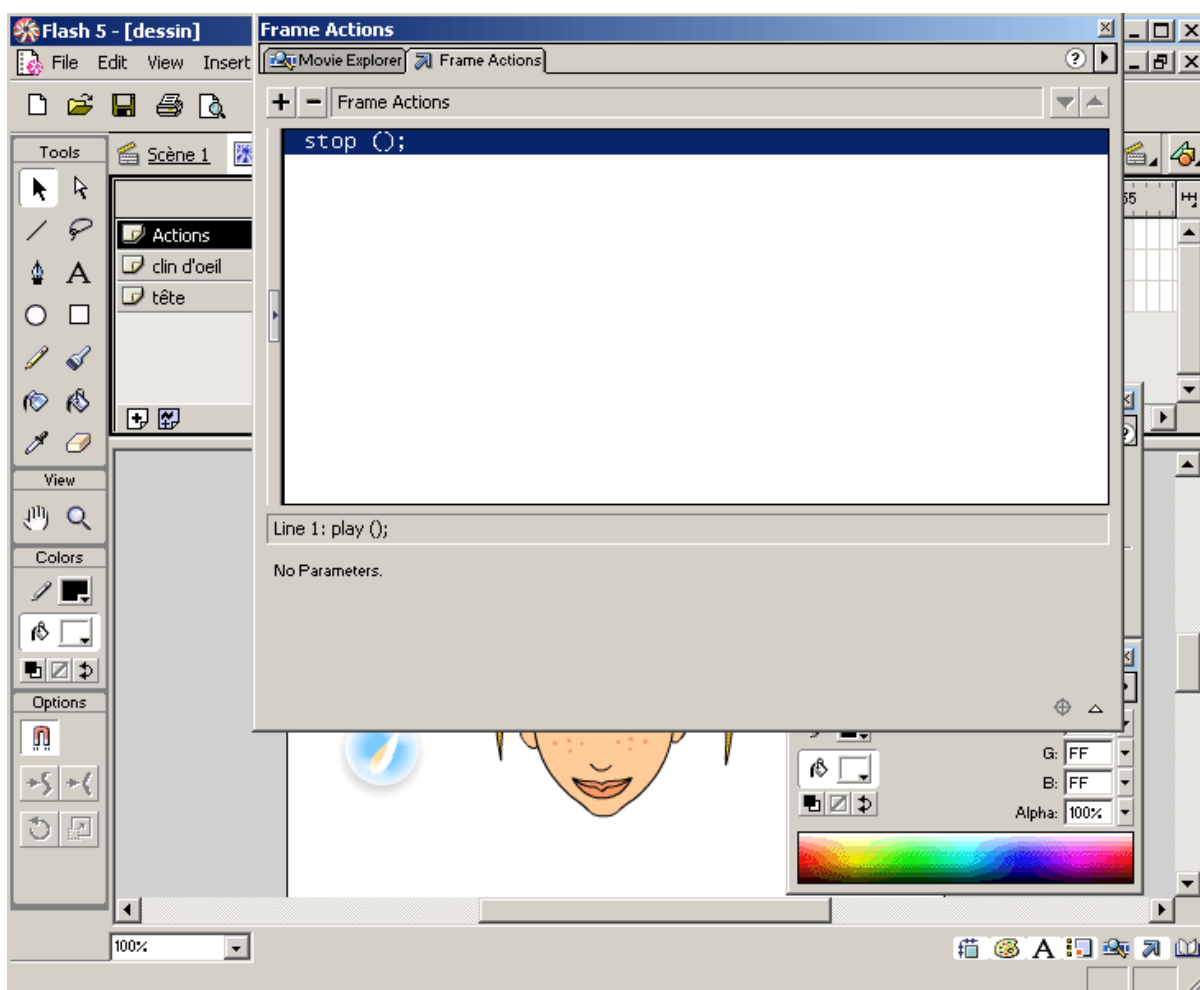 Flash 5 - [dessin]
Frame Actions
File Edit View Insert
Movie Explorer Frame Actions
?
+ - Frame Actions
Tools
Scène 1
stop ();
55
Actions
clin d'oeil
tête
View
Line 1: play ();
Colors
No Parameters.
Options
G: FF
B: FF
Alpha: 100%
100%